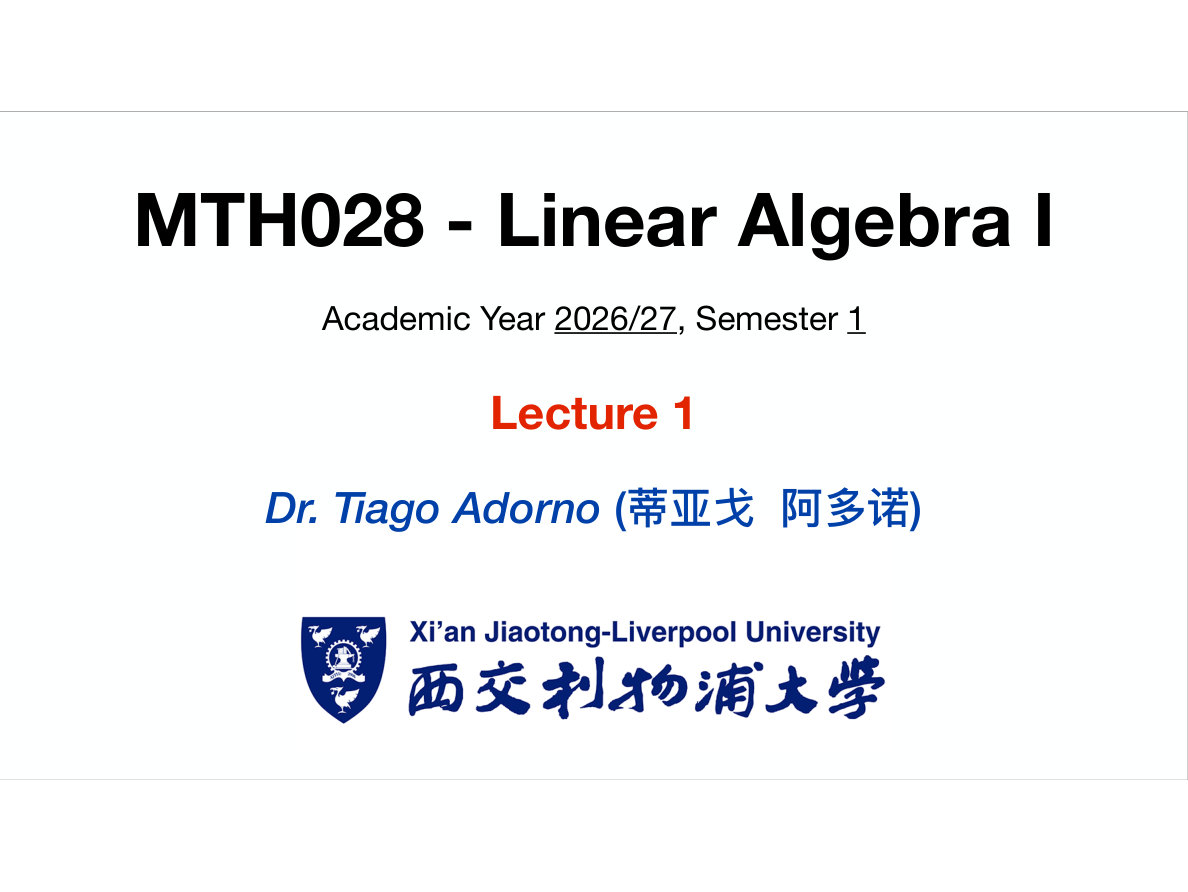 MTH028 - Linear Algebra I
Academic Year 2026/27, Semester 1
Lecture 1
Dr. Tiago Adorno (蒂亚戈 阿多诺)
Xi’an Jiaotong-Liverpool University
西交利物浦大学